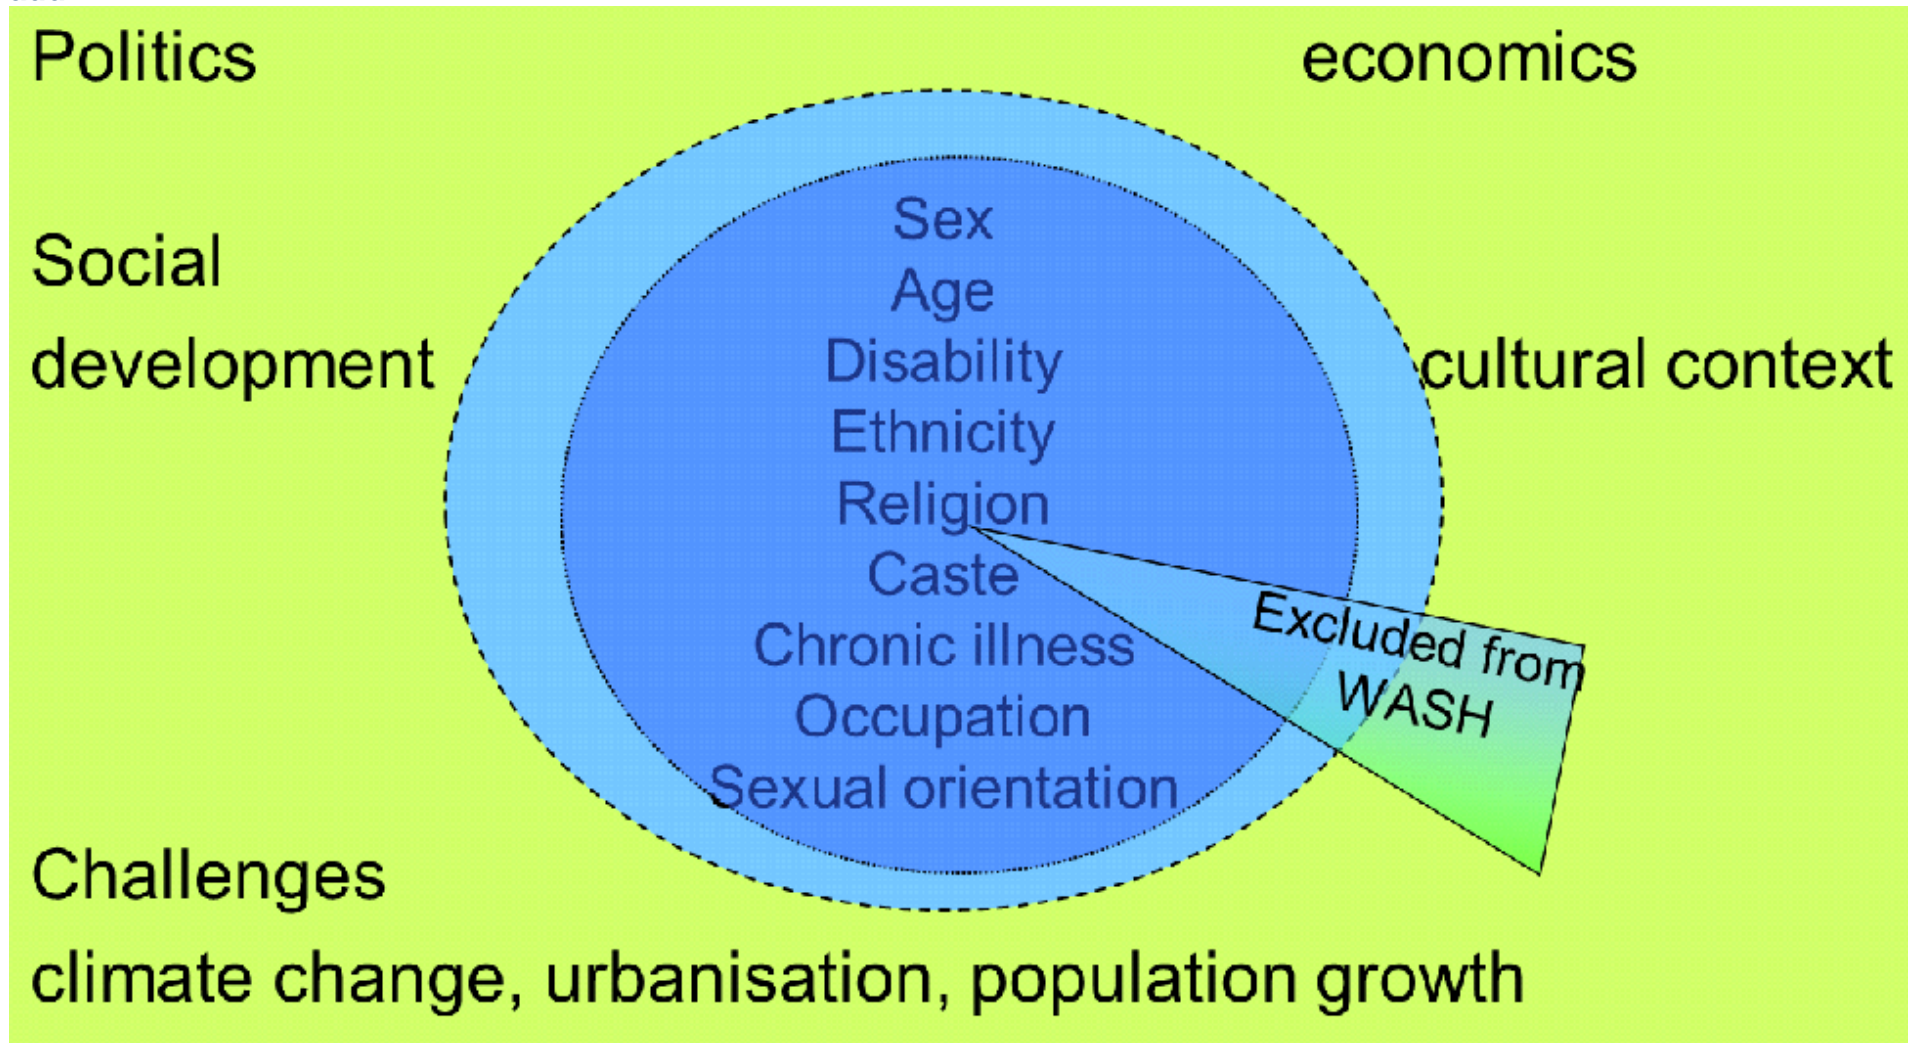 Politics
economics
Social
development
cultural context
Sex
Age
Disability
Ethnicity
Religion
Caste
Chronic illness
Occupation
Sexual orientation
Excluded from
WASH
Challenges
climate change, urbanisation, population growth